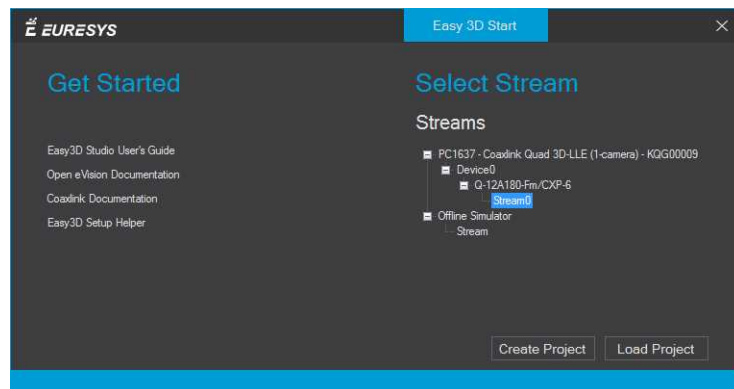 EURESYS
Easy 3D Start
Get Started
Easy3D Studio User's Guide
Open eVision Documentation
Coaxlink Documentation
Easy3D Setup Helper
Select Stream
Streams
PC1637 - Coaxlink Quad 3D-LLE (1-camera) - KQG00009
Device0
Q-12A180-Fm/CXP-6
Stream0
Offline Simulator
Stream
Create Project
Load Project